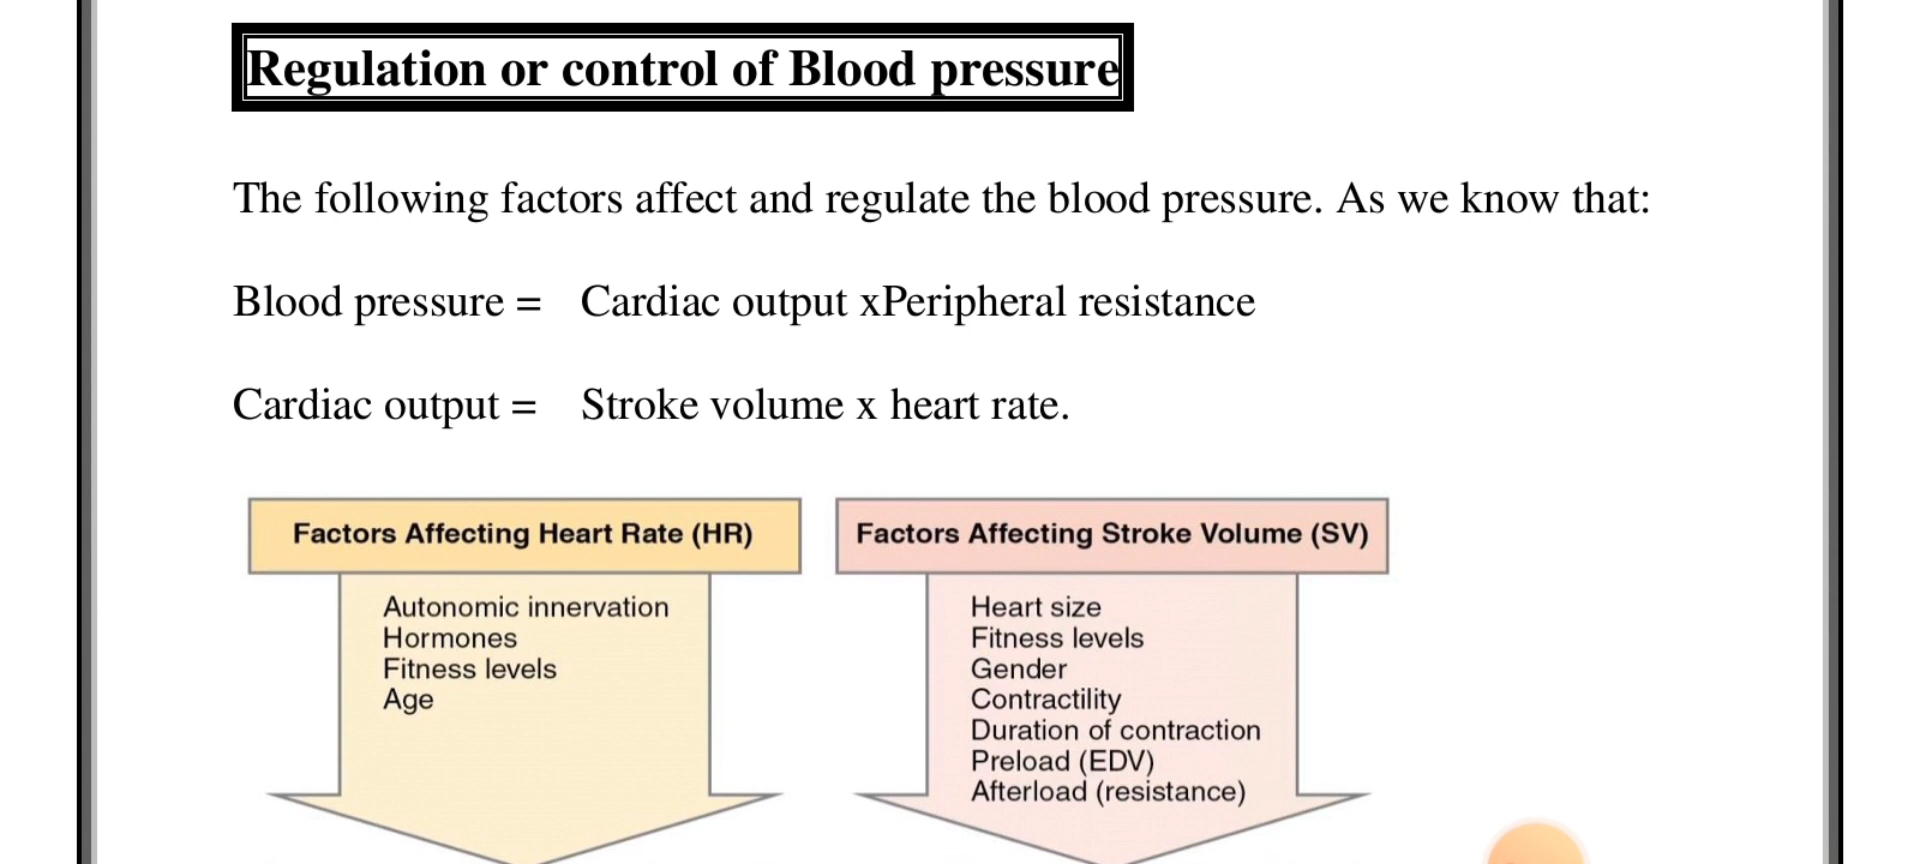 Regulation or control of Blood pressure
The following factors affect and regulate the blood pressure. As we know that:
Blood pressure = Cardiac output xPeripheral resistance
Cardiac output = Stroke volume x heart rate.
Factors Affecting Heart Rate (HR)
Autonomic innervation
Hormones
Fitness levels
Age
Factors Affecting Stroke Volume (SV)
Heart size
Fitness levels
Gender
Contractility
Duration of contraction
Preload (EDV)
Afterload (resistance)